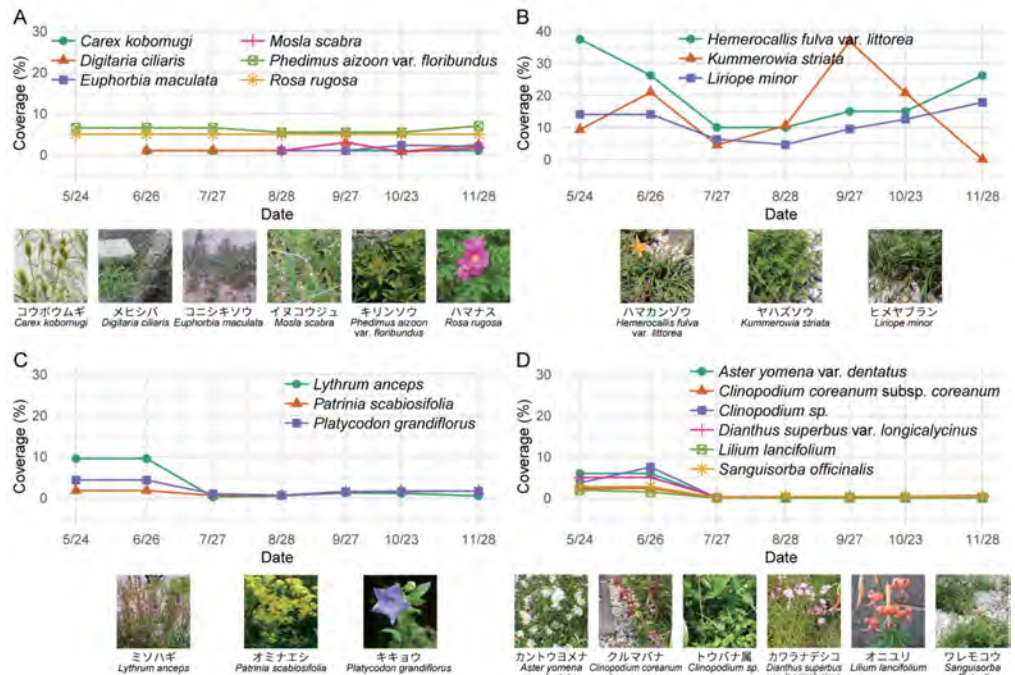 A
30
20
10
0
Coverage (%)
Carex kobomugi
Digitaria ciliaris
Euphorbia maculata
Mosla scabra
Phedimus aizoon var. floribundus
Rosa rugosa
5/24 6/26 7/27 8/28 9/27 10/23 11/28
Date
コウボウムギ
Carex kobomugi
メヒシバ
Digitaria ciliaris
コニシキソウ
Euphorbia maculata
イヌコウジュ
Mosla scabra
キリンソウ
Phedimus aizoon
var. floribundus
ハマナス
Rosa rugosa
B
40
30
20
10
0
Coverage (%)
Hemerocallis fulva var. littorea
Kummerowia striata
Liriope minor
5/24 6/26 7/27 8/28 9/27 10/23 11/28
Date
ハマカンゾウ
Hemerocallis fulva
var. littorea
ヤハズソウ
Kummerowia striata
ヒメヤブラン
Liriope minor
C
30
20
10
0
Coverage (%)
Lythrum anceps
Patrinia scabiosifolia
Platycodon grandiflorus
5/24 6/26 7/27 8/28 9/27 10/23 11/28
Date
ミソハギ
Lythrum anceps
オミナエシ
Patrinia scabiosifolia
キキョウ
Platycodon grandiflorus
D
30
20
10
0
Coverage (%)
Aster yomena var. dentatus
Clinopodium coreanum subsp. coreanum
Clinopodium sp.
Dianthus superbus var. longicalycinus
Lilium lancifolium
Sanguisorba officinalis
5/24 6/26 7/27 8/28 9/27 10/23 11/28
Date
カントウヨメナ
Aster yomena
クルマバナ
Clinopodium coreanum
トウバナ属
Clinopodium sp.
カワラナデシコ
Dianthus superbus
オニユリ
Lilium lancifolium
ワレモコウ
Sanguisorba